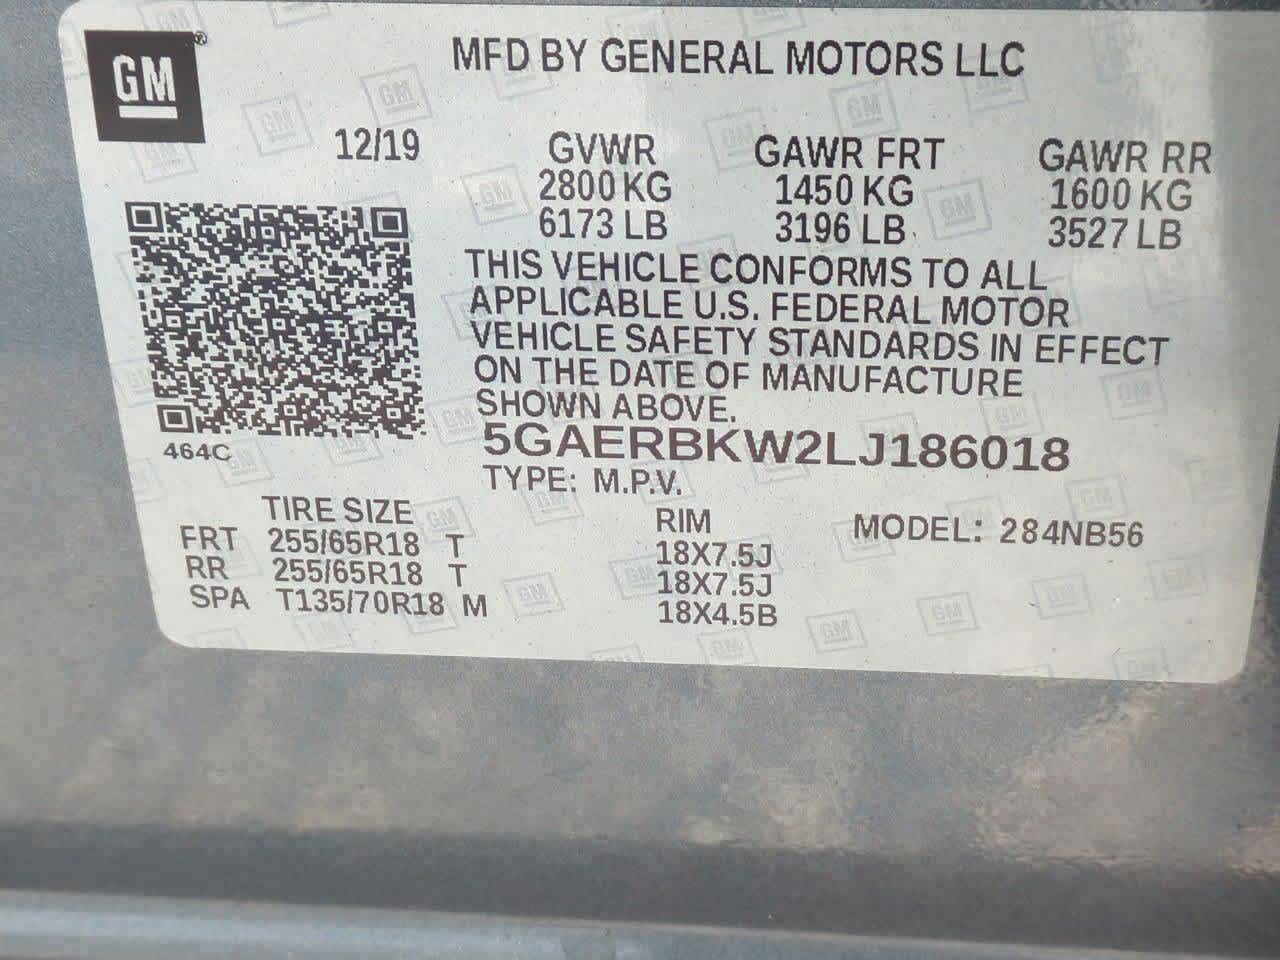 GM®
MFD BY GENERAL MOTORS LLC
12/19 GVWR GAWR FRT GAWR RR
2800 KG 1450 KG 1600 KG
6173 LB 3196 LB 3527 LB
THIS VEHICLE CONFORMS TO ALL
APPLICABLE U.S. FEDERAL MOTOR
VEHICLE SAFETY STANDARDS IN EFFECT
ON THE DATE OF MANUFACTURE
SHOWN ABOVE.
464C
5GAERBKW2LJ186018
TYPE: M.P.V.
TIRE SIZE RIM MODEL: 284NB56
FRT 255/65R18 T 18X7.5J
RR 255/65R18 T 18X7.5J
SPA T135/70R18 M 18X4.5B